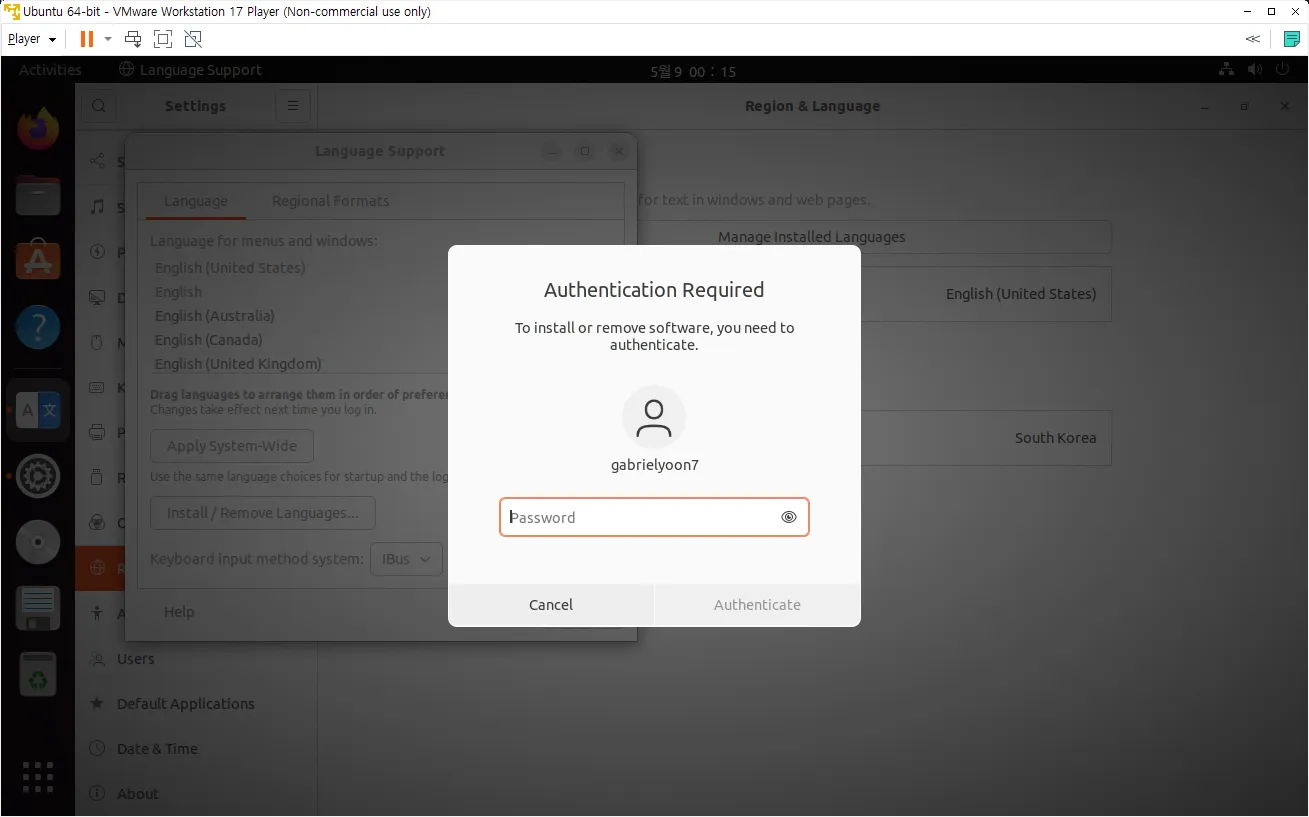 Ubuntu 64-bit - VMware Workstation 17 Player (Non-commercial use only)
Player
Activities
Language Support
5월 9 00 : 15
Settings
Region & Language
Language Support
Language
Regional Formats
for text in windows and web pages.
Language for menus and windows:
Manage Installed Languages
English (United States)
English
English (Australia)
English (Canada)
English (United Kingdom)
English (United States)
Drag languages to arrange them in order of prefere
Changes take effect next time you log in.
Apply System-Wide
South Korea
Use the same language choices for startup and the log
Install / Remove Languages...
Keyboard input method system:
IBus
Help
Authentication Required
To install or remove software, you need to
authenticate.
gabrielyoon7
Password
Cancel
Authenticate
Users
Default Applications
Date & Time
About